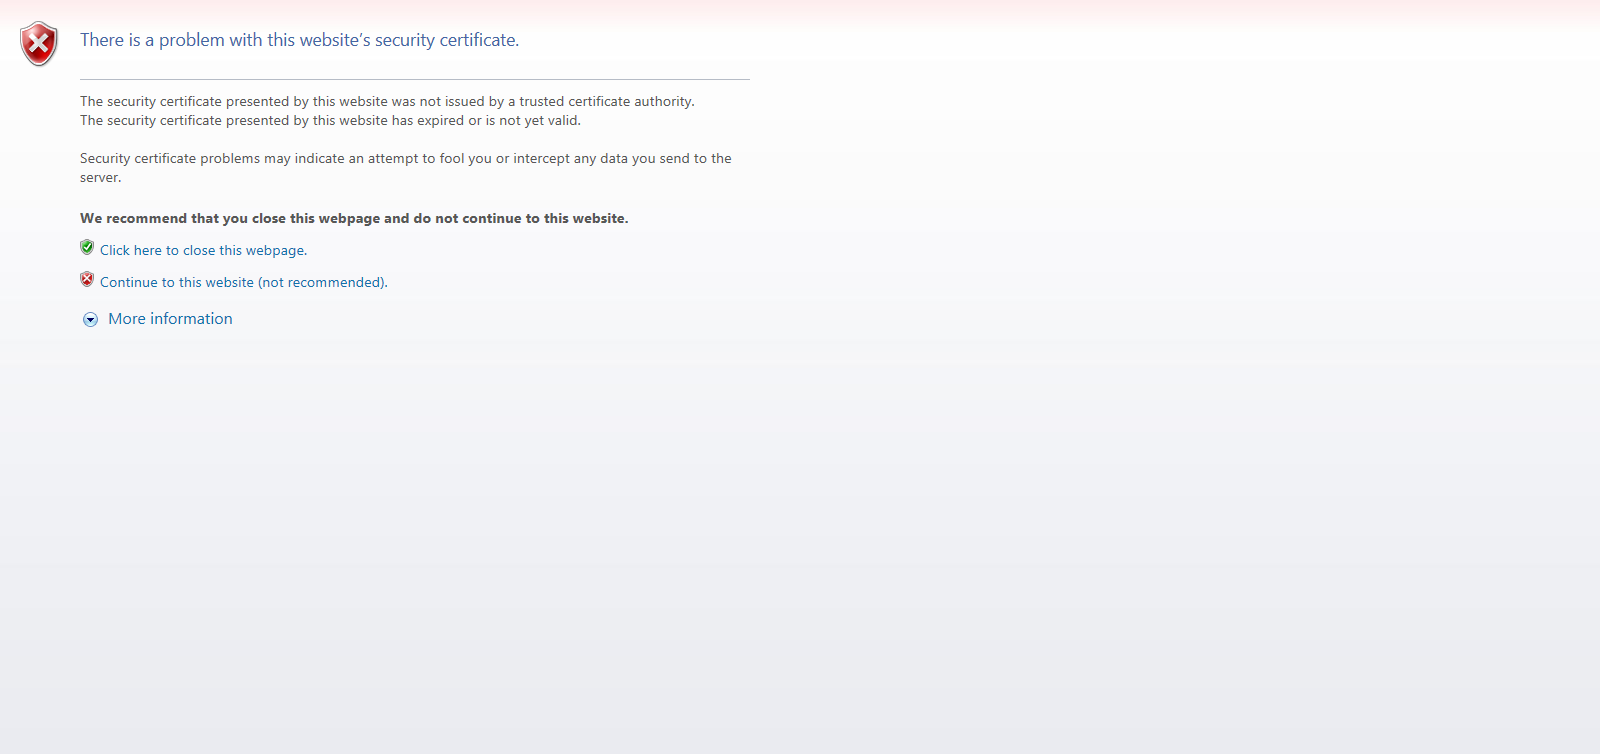 There is a problem with this website’s security certificate.
The security certificate presented by this website was not issued by a trusted certificate authority.
The security certificate presented by this website has expired or is not yet valid.
Security certificate problems may indicate an attempt to fool you or intercept any data you send to the
server.
We recommend that you close this webpage and do not continue to this website.
Click here to close this webpage.
Continue to this website (not recommended).
More information